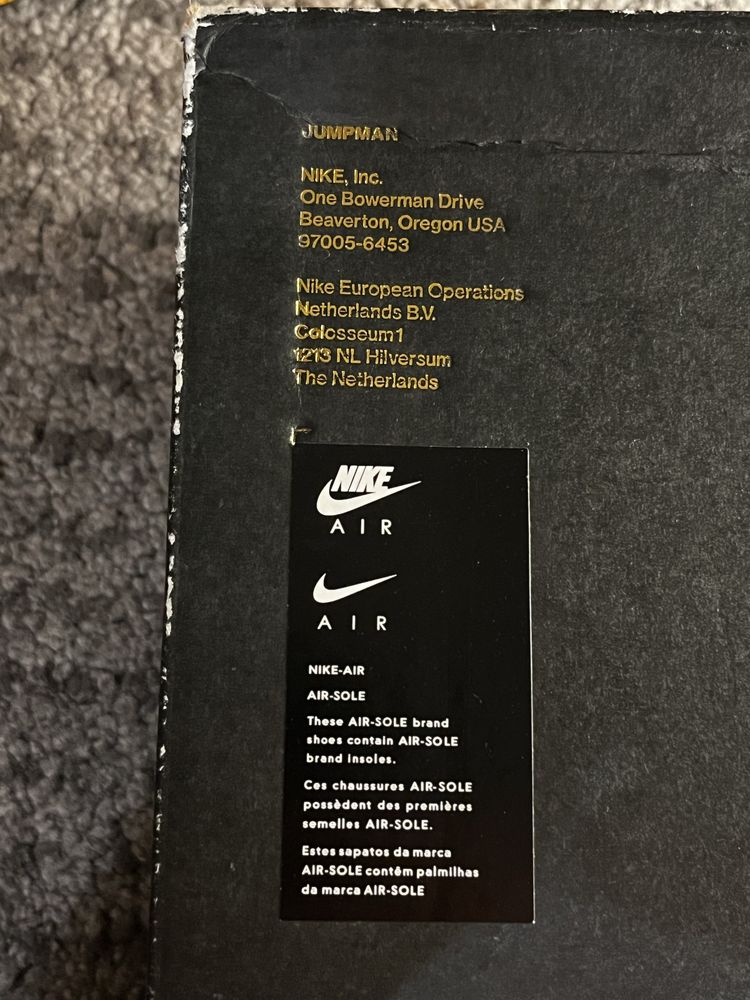 JUMPMAN
NIKE, Inc.
One Bowerman Drive
Beaverton, Oregon USA
97005-6453
Nike European Operations
Netherlands B.V.
Colosseum1
1213 NL Hilversum
The Netherlands
NIKE
AIR
AIR
NIKE-AIR
AIR-SOLE
These AIR-SOLE brand
shoes contain AIR-SOLE
brand insoles.
Ces chaussures AIR-SOLE
possèdent des premières
semelles AIR-SOLE.
Estes sapatos da marca
AIR-SOLE contêm palmilhas
da marca AIR-SOLE